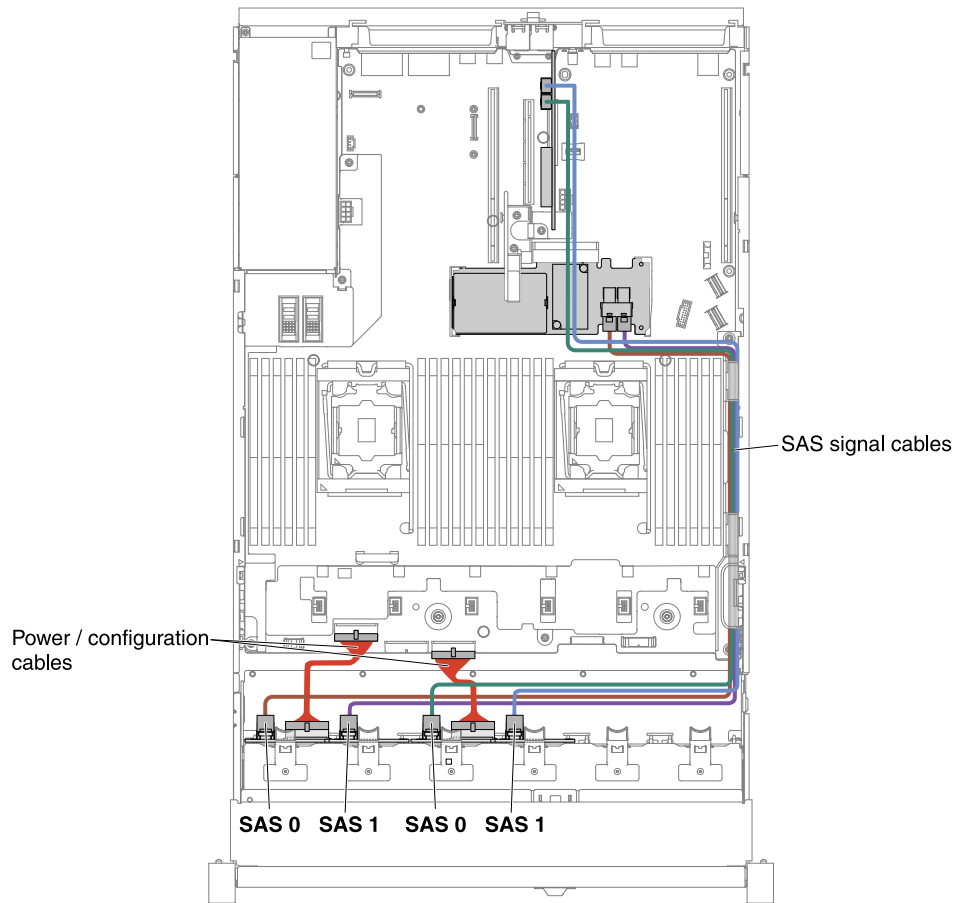 SAS signal cables
Power / configuration
cables
SAS 0 SAS 1 SAS 0 SAS 1